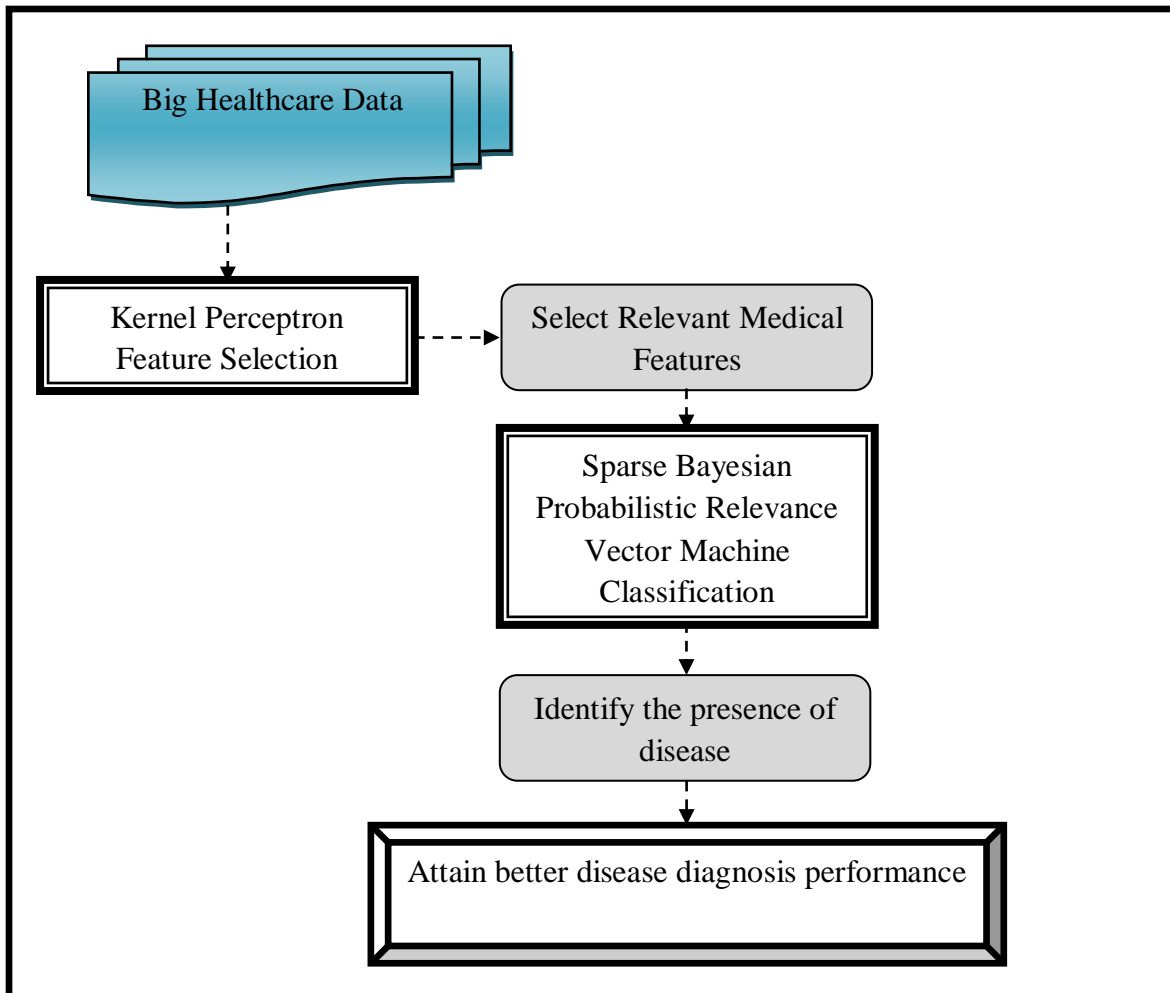 Big Healthcare Data
Kernel Perceptron
Feature Selection
Select Relevant Medical
Features
Sparse Bayesian
Probabilistic Relevance
Vector Machine
Classification
Identify the presence of
disease
Attain better disease diagnosis performance